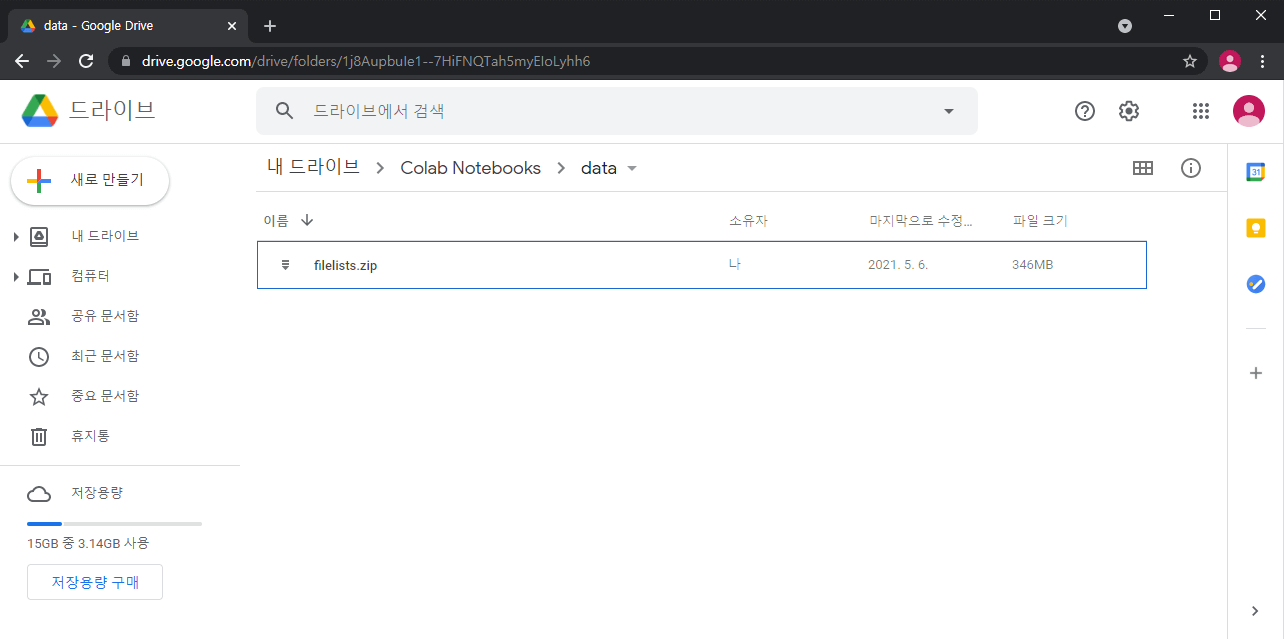 data - Google Drive
drive.google.com/drive/folders/1j8AupbuIe1--7HiFNQTah5myEIoLyhh6
드라이브
드라이브에서 검색
새로 만들기
내 드라이브
컴퓨터
공유 문서함
최근 문서함
중요 문서함
휴지통
저장용량
15GB 중 3.14GB 사용
저장용량 구매
내 드라이브 Colab Notebooks data
이름 소유자 마지막으로 수정... 파일 크기
filelists.zip 나 2021. 5. 6. 346MB
31